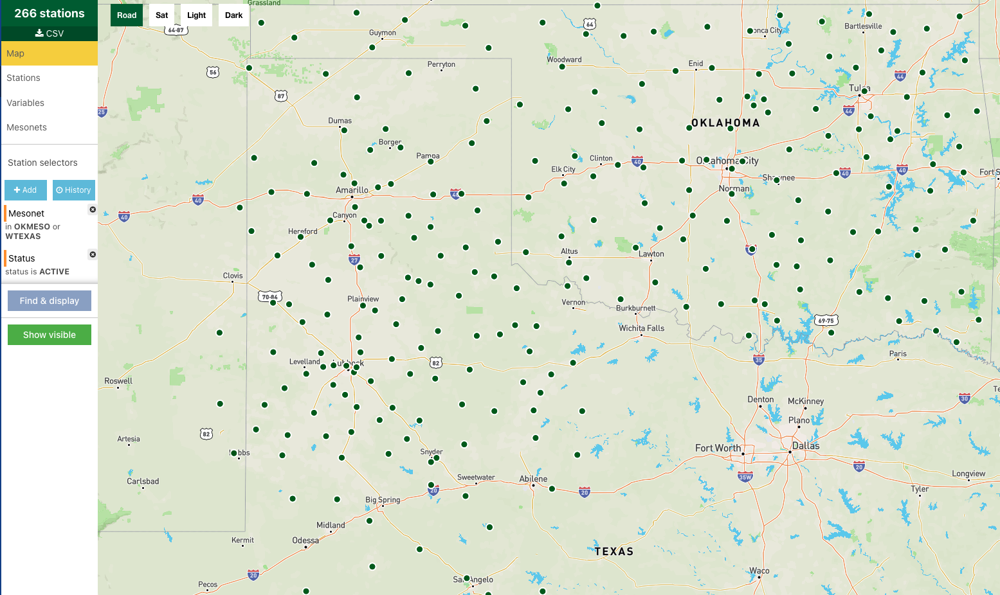 266 stations
CSV
Map
Stations
Variables
Mesonets
Station selectors
Add
History
Mesonet
in OKMESO or
WTEXAS
Status
status is ACTIVE
Find & display
Show visible
Road
Sat
Light
Dark
Grassland
64-87
Guymon
64
Ponca City
Bartlesville
56
Perryton
Woodward
Enid
44
87
Tulsa
25
44
Dumas
OKLAHOMA
Borger
Pampa
Clinton
40
Oklahoma City
Elk City
40
40
Shawnee
Fort S
Amarillo
40
Norman
40
40
Canyon
Hereford
Altus
Lawton
27
Clovis
70-84
Plainview
Vernon
Burkburnett
69-75
Wichita Falls
Paris
Levelland
Lubbock
82
35
Roswell
30
Te
Denton
McKinney
Plano
82
Artesia
Hobbs
Snyder
Fort Worth
Dallas
20
Carlsbad
Sweetwater
Abilene
35W
Longview
20
20
Tyler
Big Spring
Midland
Odessa
Kermit
TEXAS
20
Waco
Pecos
San Angelo